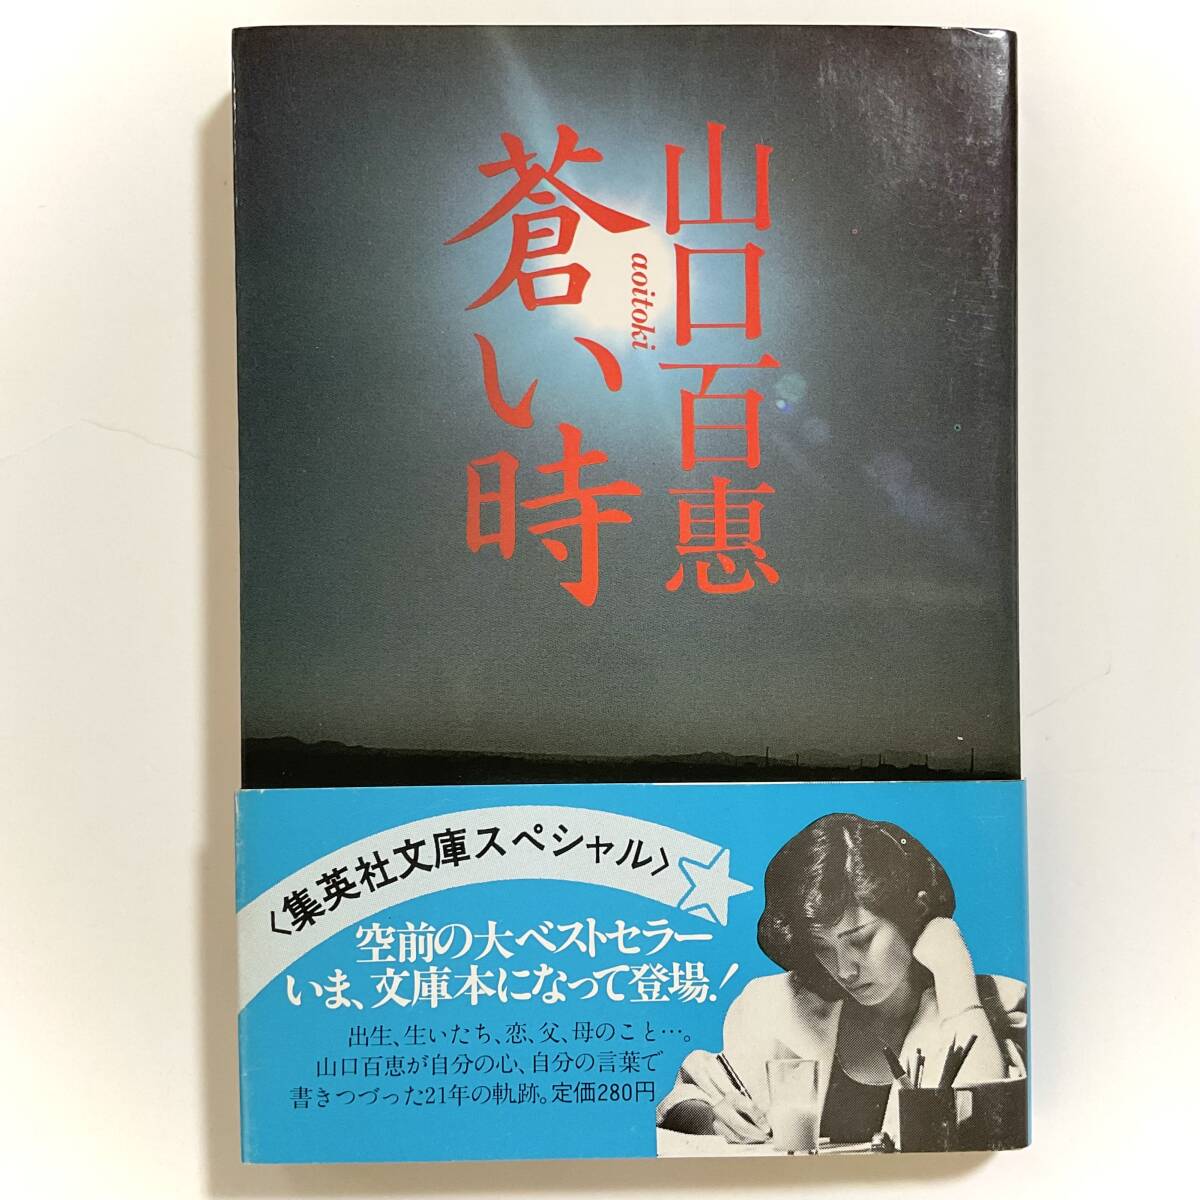 山口百惠
蒼い時
aoitoki
〈集英社文庫スペシャル〉
空前の大ベストセラー
いま、文庫本になって登場！
出生、生いたち、恋、父、母のこと…。
山口百恵が自分の心、自分の言葉で
書きつづった21年の軌跡。定価280円